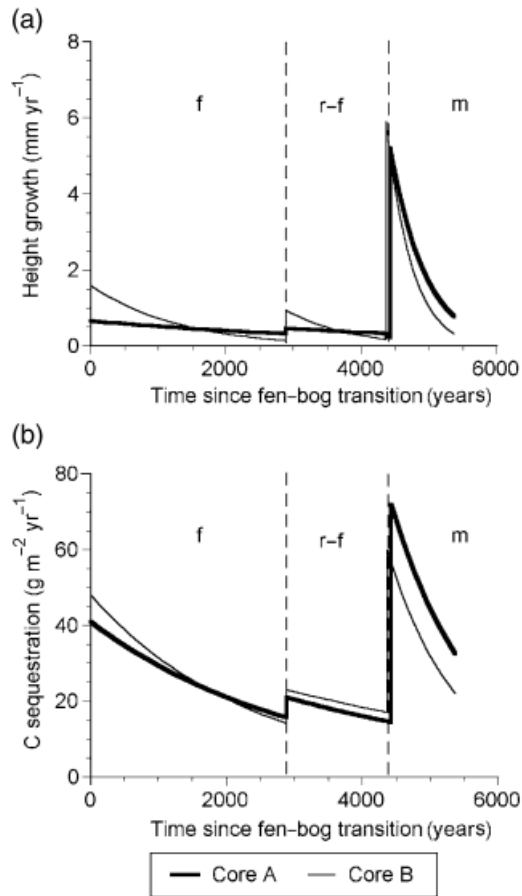 (a)
Height growth (mm yr⁻¹)
8
6
4
2
0
f
r–f
m
0 2000 4000 6000
Time since fen–bog transition (years)
(b)
C sequestration (g m⁻² yr⁻¹)
80
60
40
20
0
f
r–f
m
0 2000 4000 6000
Time since fen–bog transition (years)
Core A Core B